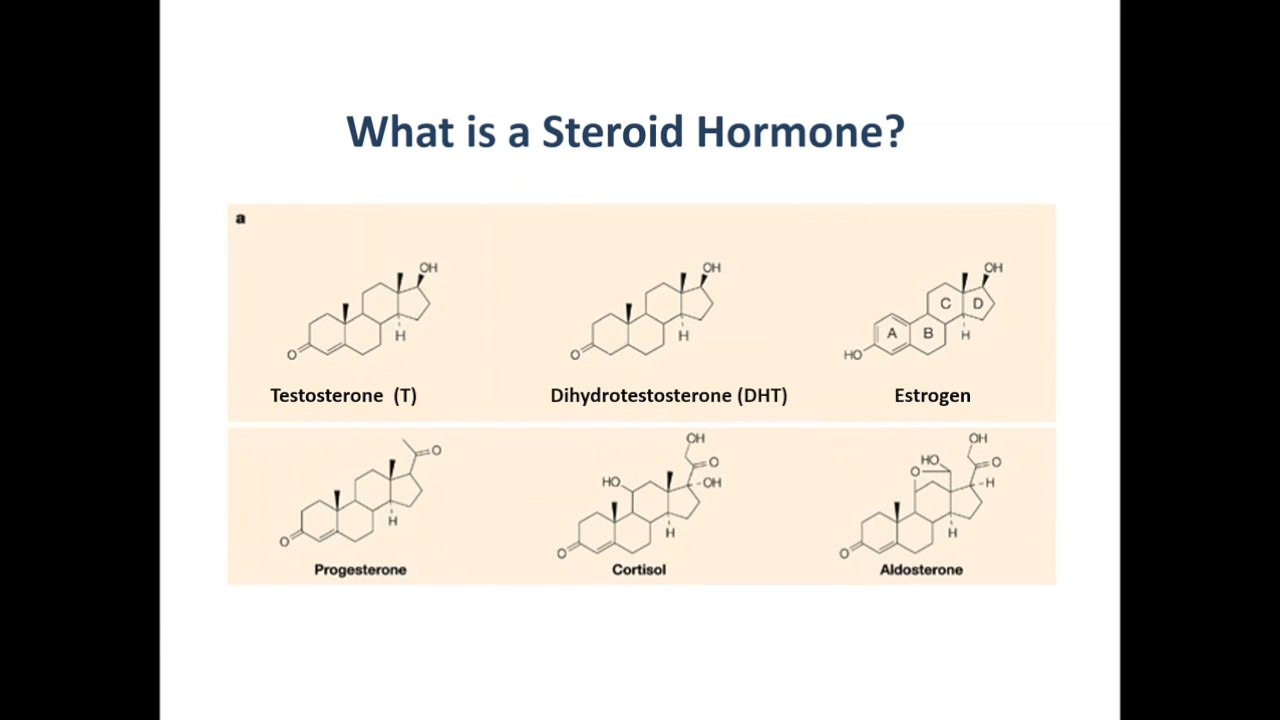 What is a Steroid Hormone?
a
OH
H
O
Testosterone (T)
OH
H
O
Dihydrotestosterone (DHT)
OH
C D
A B H
HO
Estrogen
O
H
O
Progesterone
OH
O
HO
OH
H
O
Cortisol
OH
HO
O
O
H
H
O
Aldosterone